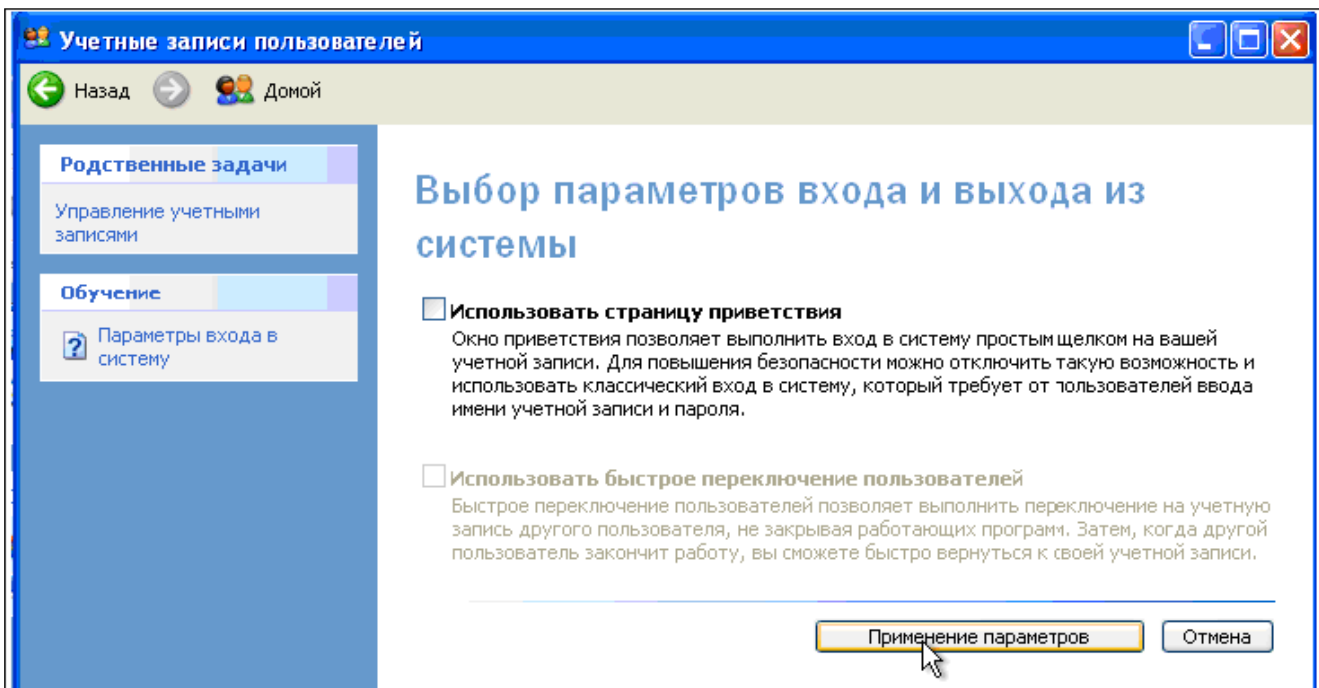 Учетные записи пользователей
Назад
Домой
Родственные задачи
Управление учетными
записями
Обучение
Параметры входа в
систему
Выбор параметров входа и выхода из
системы
Использовать страницу приветствия
Окно приветствия позволяет выполнить вход в систему простым щелком на вашей
учетной записи. Для повышения безопасности можно отключить такую возможность и
использовать классический вход в систему, который требует от пользователей ввода
имени учетной записи и пароля.
Использовать быстрое переключение пользователей
Быстрое переключение пользователей позволяет выполнить переключение на учетную
запись другого пользователя, не закрывая работающих программ. Затем, когда другой
пользователь закончит работу, вы сможете быстро вернуться к своей учетной записи.
Применение параметров
Отмена